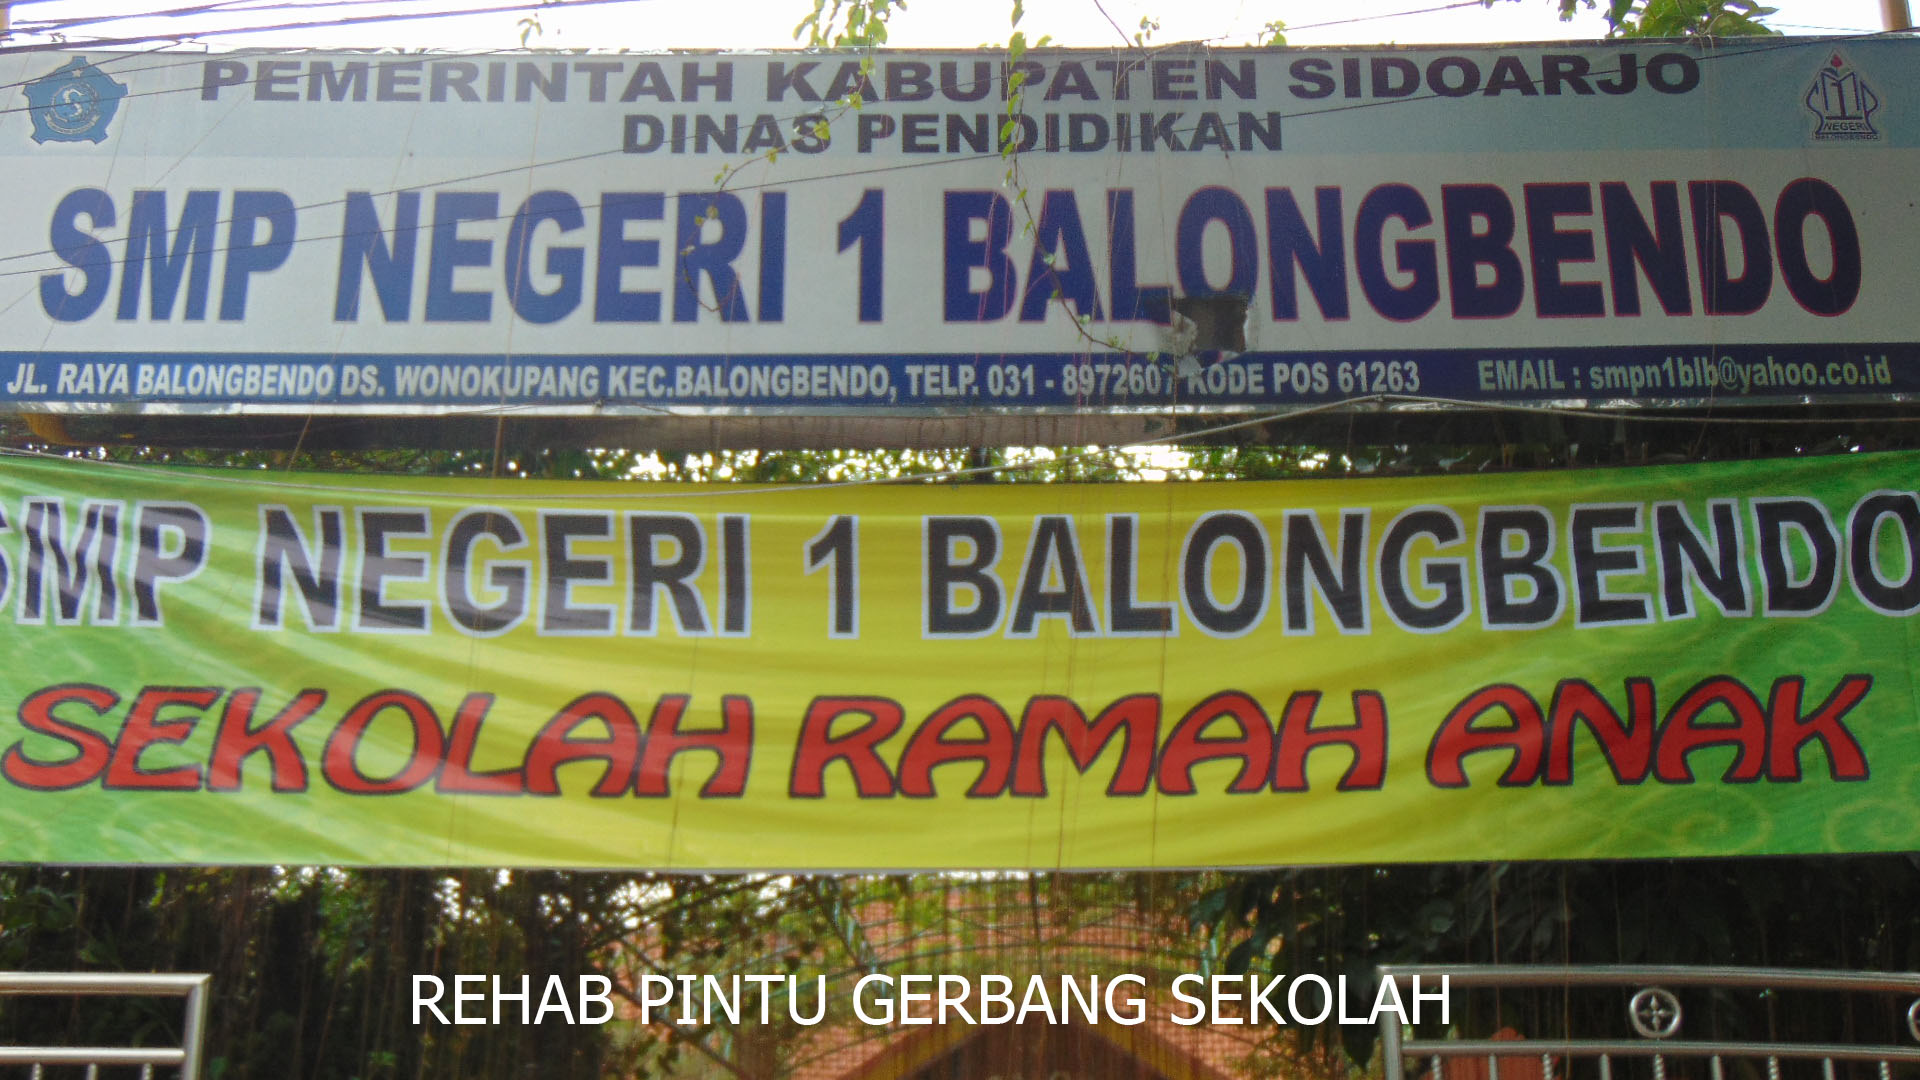 PEMERINTAH KABUPATEN SIDOARJO
DINAS PENDIDIKAN
SMP NEGERI 1 BALONGBENDO
NEGERI
BALONGBENDO
JL. RAYA BALONGBENDO DS. WONOKUPANG KEC.BALONGBENDO, TELP. 031 - 8972607 KODE POS 61263 EMAIL : smpn1blb@yahoo.co.id
SMP NEGERI 1 BALONGBENDO
SEKOLAH RAMAH ANAK
REHAB PINTU GERBANG SEKOLAH